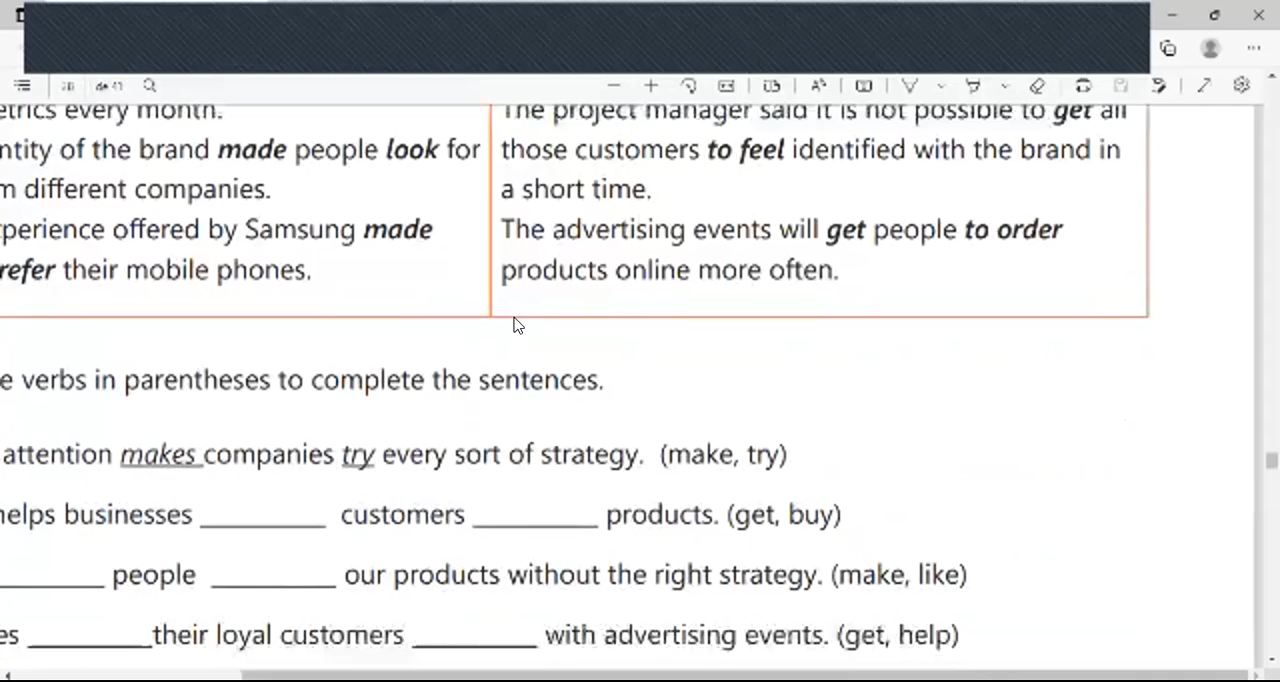 de 41
etrics every month.
ntity of the brand made people look for
m different companies.
xperience offered by Samsung made
refer their mobile phones.
The project manager said it is not possible to get all
those customers to feel identified with the brand in
a short time.
The advertising events will get people to order
products online more often.
e verbs in parentheses to complete the sentences.
attention makes companies try every sort of strategy. (make, try)
helps businesses __________ customers __________ products. (get, buy)
__________ people __________ our products without the right strategy. (make, like)
es __________their loyal customers __________ with advertising events. (get, help)